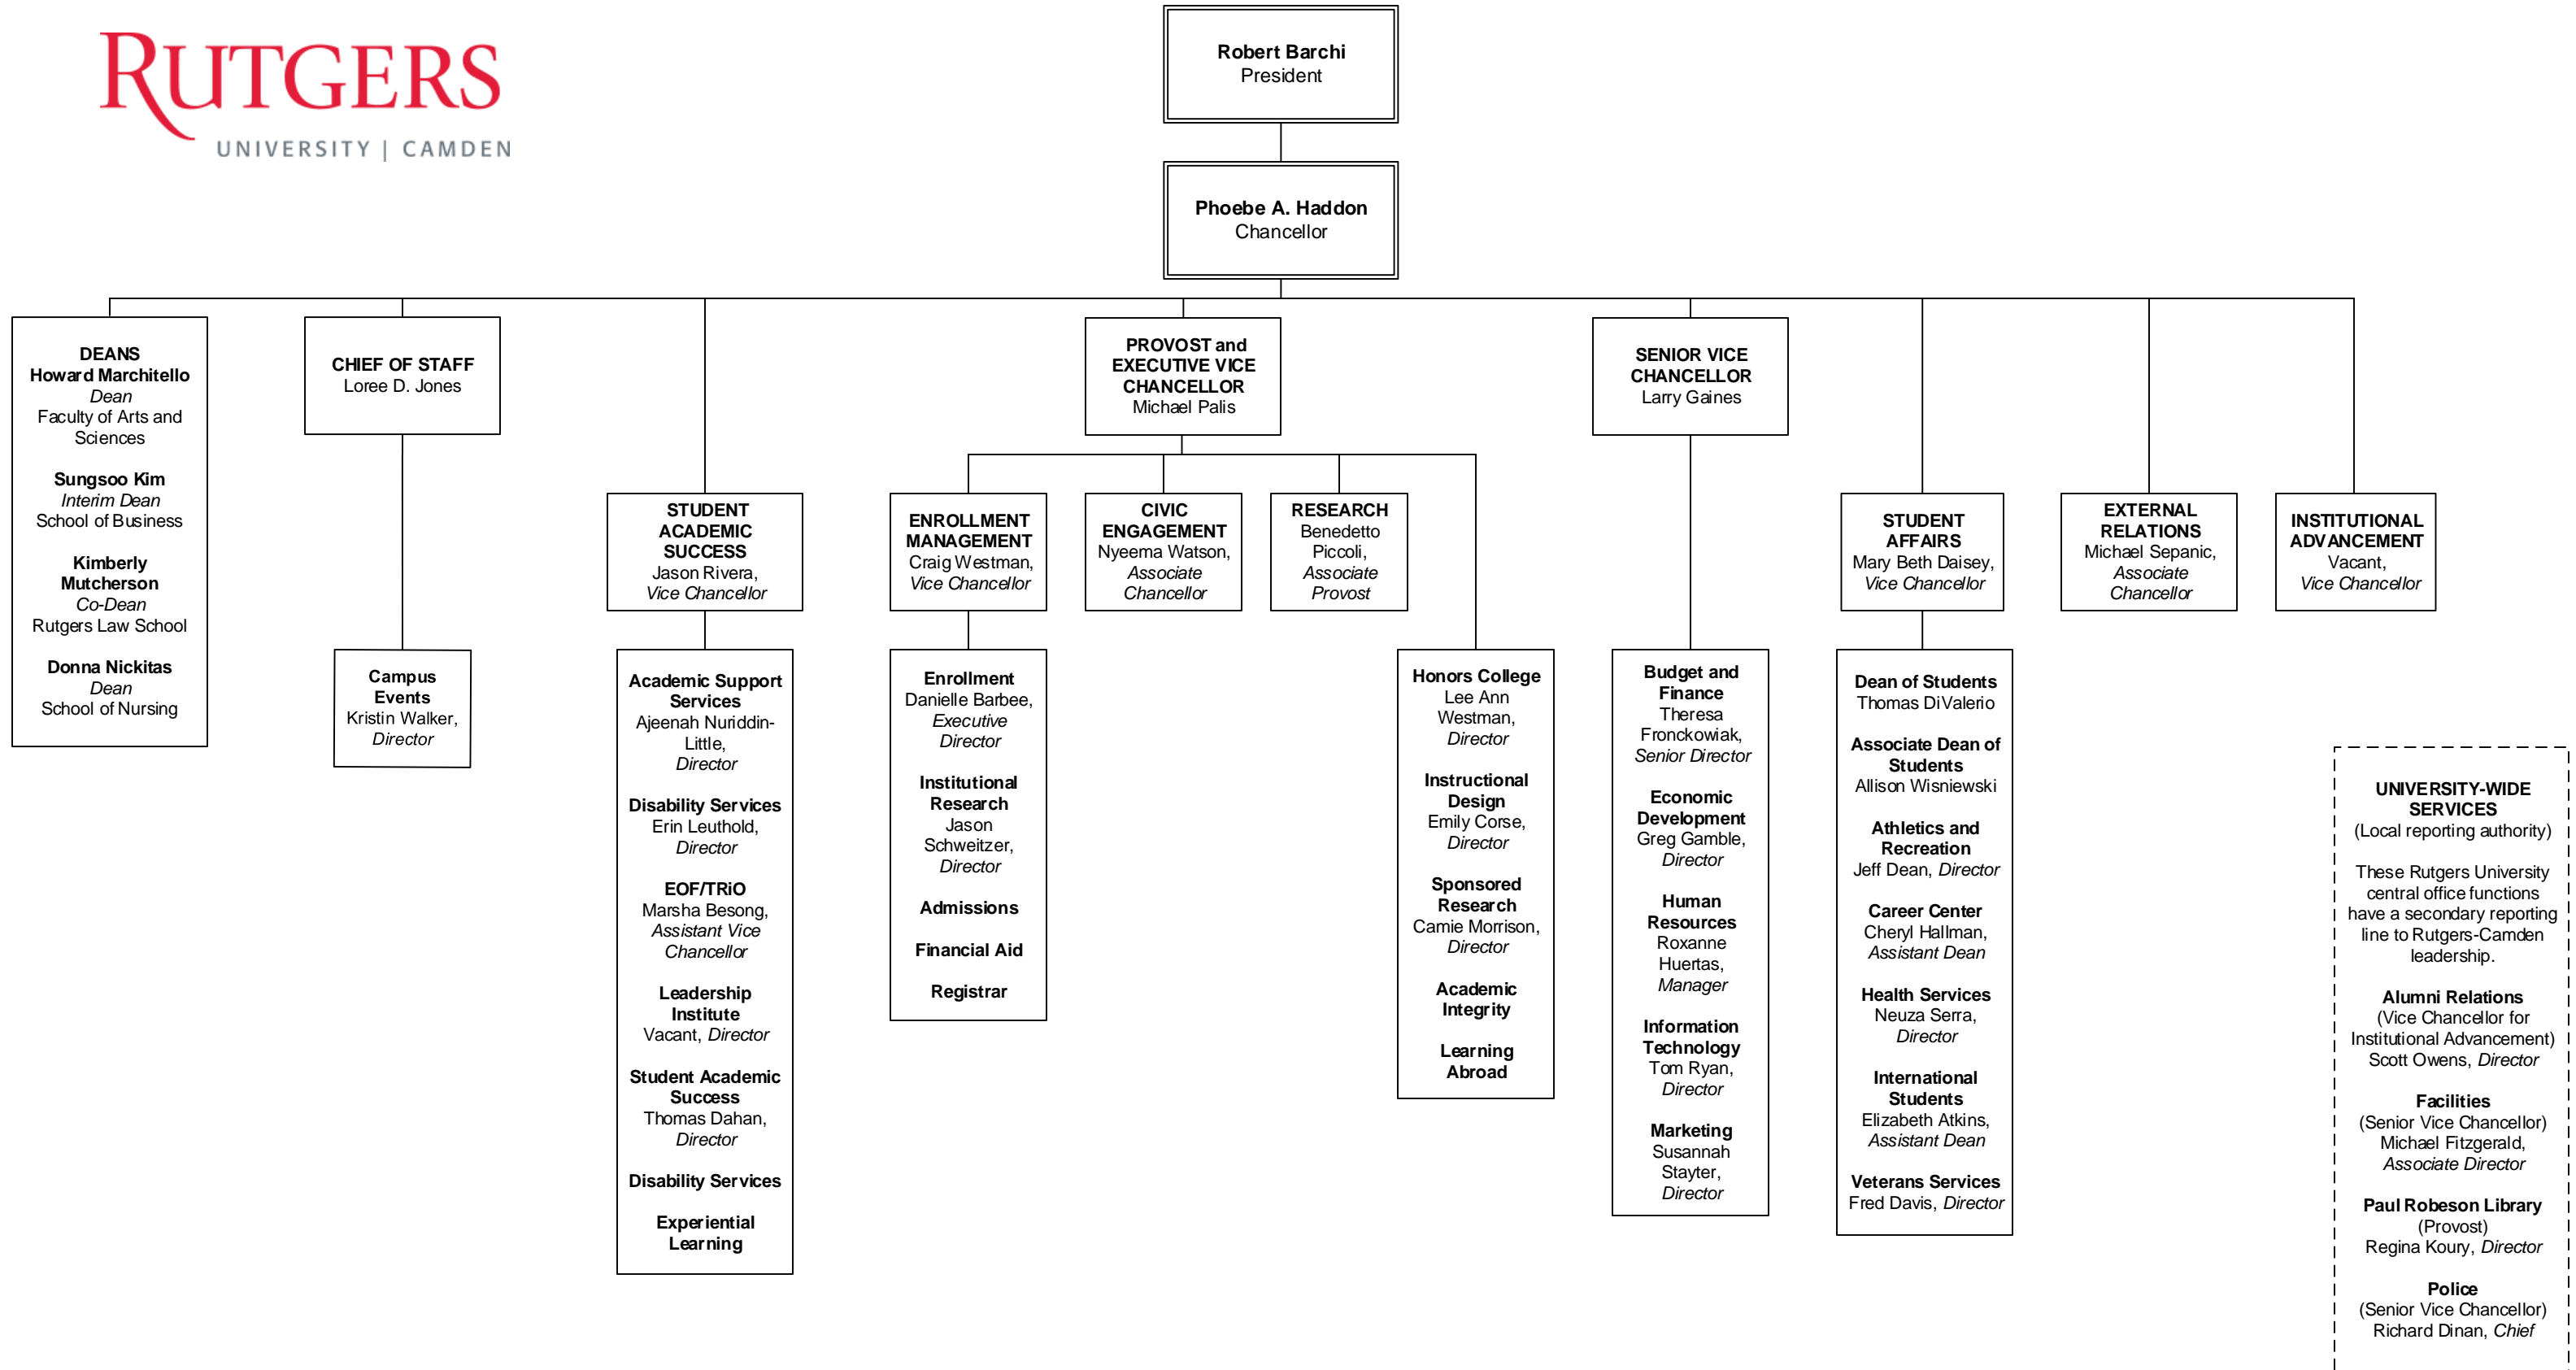 RUTGERS
UNIVERSITY | CAMDEN
Robert Barchi
President
Phoebe A. Haddon
Chancellor
DEANS
Howard Marchitello
Dean
Faculty of Arts and
Sciences
Sungsoo Kim
Interim Dean
School of Business
Kimberly
Mutcherson
Co-Dean
Rutgers Law School
Donna Nickitas
Dean
School of Nursing
CHIEF OF STAFF
Loree D. Jones
Campus
Events
Kristin Walker,
Director
STUDENT
ACADEMIC
SUCCESS
Jason Rivera,
Vice Chancellor
Academic Support
Services
Ajeenah Nuriddin-
Little,
Director
Disability Services
Erin Leuthold,
Director
EOF/TRiO
Marsha Besong,
Assistant Vice
Chancellor
Leadership
Institute
Vacant, Director
Student Academic
Success
Thomas Dahan,
Director
Disability Services
Experiential
Learning
PROVOST and
EXECUTIVE VICE
CHANCELLOR
Michael Palis
ENROLLMENT
MANAGEMENT
Craig Westman,
Vice Chancellor
Enrollment
Danielle Barbee,
Executive
Director
Institutional
Research
Jason
Schweitzer,
Director
Admissions
Financial Aid
Registrar
CIVIC
ENGAGEMENT
Nyeema Watson,
Associate
Chancellor
RESEARCH
Benedetto
Piccoli,
Associate
Provost
Honors College
Lee Ann
Westman,
Director
Instructional
Design
Emily Corse,
Director
Sponsored
Research
Camie Morrison,
Director
Academic
Integrity
Learning
Abroad
SENIOR VICE
CHANCELLOR
Larry Gaines
Budget and
Finance
Theresa
Fronckowiak,
Senior Director
Economic
Development
Greg Gamble,
Director
Human
Resources
Roxanne
Huertas,
Manager
Information
Technology
Tom Ryan,
Director
Marketing
Susannah
Stayter,
Director
STUDENT
AFFAIRS
Mary Beth Daisey,
Vice Chancellor
Dean of Students
Thomas DiValerio
Associate Dean of
Students
Allison Wisniewski
Athletics and
Recreation
Jeff Dean, Director
Career Center
Cheryl Hallman,
Assistant Dean
Health Services
Neuza Serra,
Director
International
Students
Elizabeth Atkins,
Assistant Dean
Veterans Services
Fred Davis, Director
EXTERNAL
RELATIONS
Michael Sepanic,
Associate
Chancellor
INSTITUTIONAL
ADVANCEMENT
Vacant,
Vice Chancellor
UNIVERSITY-WIDE
SERVICES
(Local reporting authority)
These Rutgers University
central office functions
have a secondary reporting
line to Rutgers-Camden
leadership.
Alumni Relations
(Vice Chancellor for
Institutional Advancement)
Scott Owens, Director
Facilities
(Senior Vice Chancellor)
Michael Fitzgerald,
Associate Director
Paul Robeson Library
(Provost)
Regina Koury, Director
Police
(Senior Vice Chancellor)
Richard Dinan, Chief